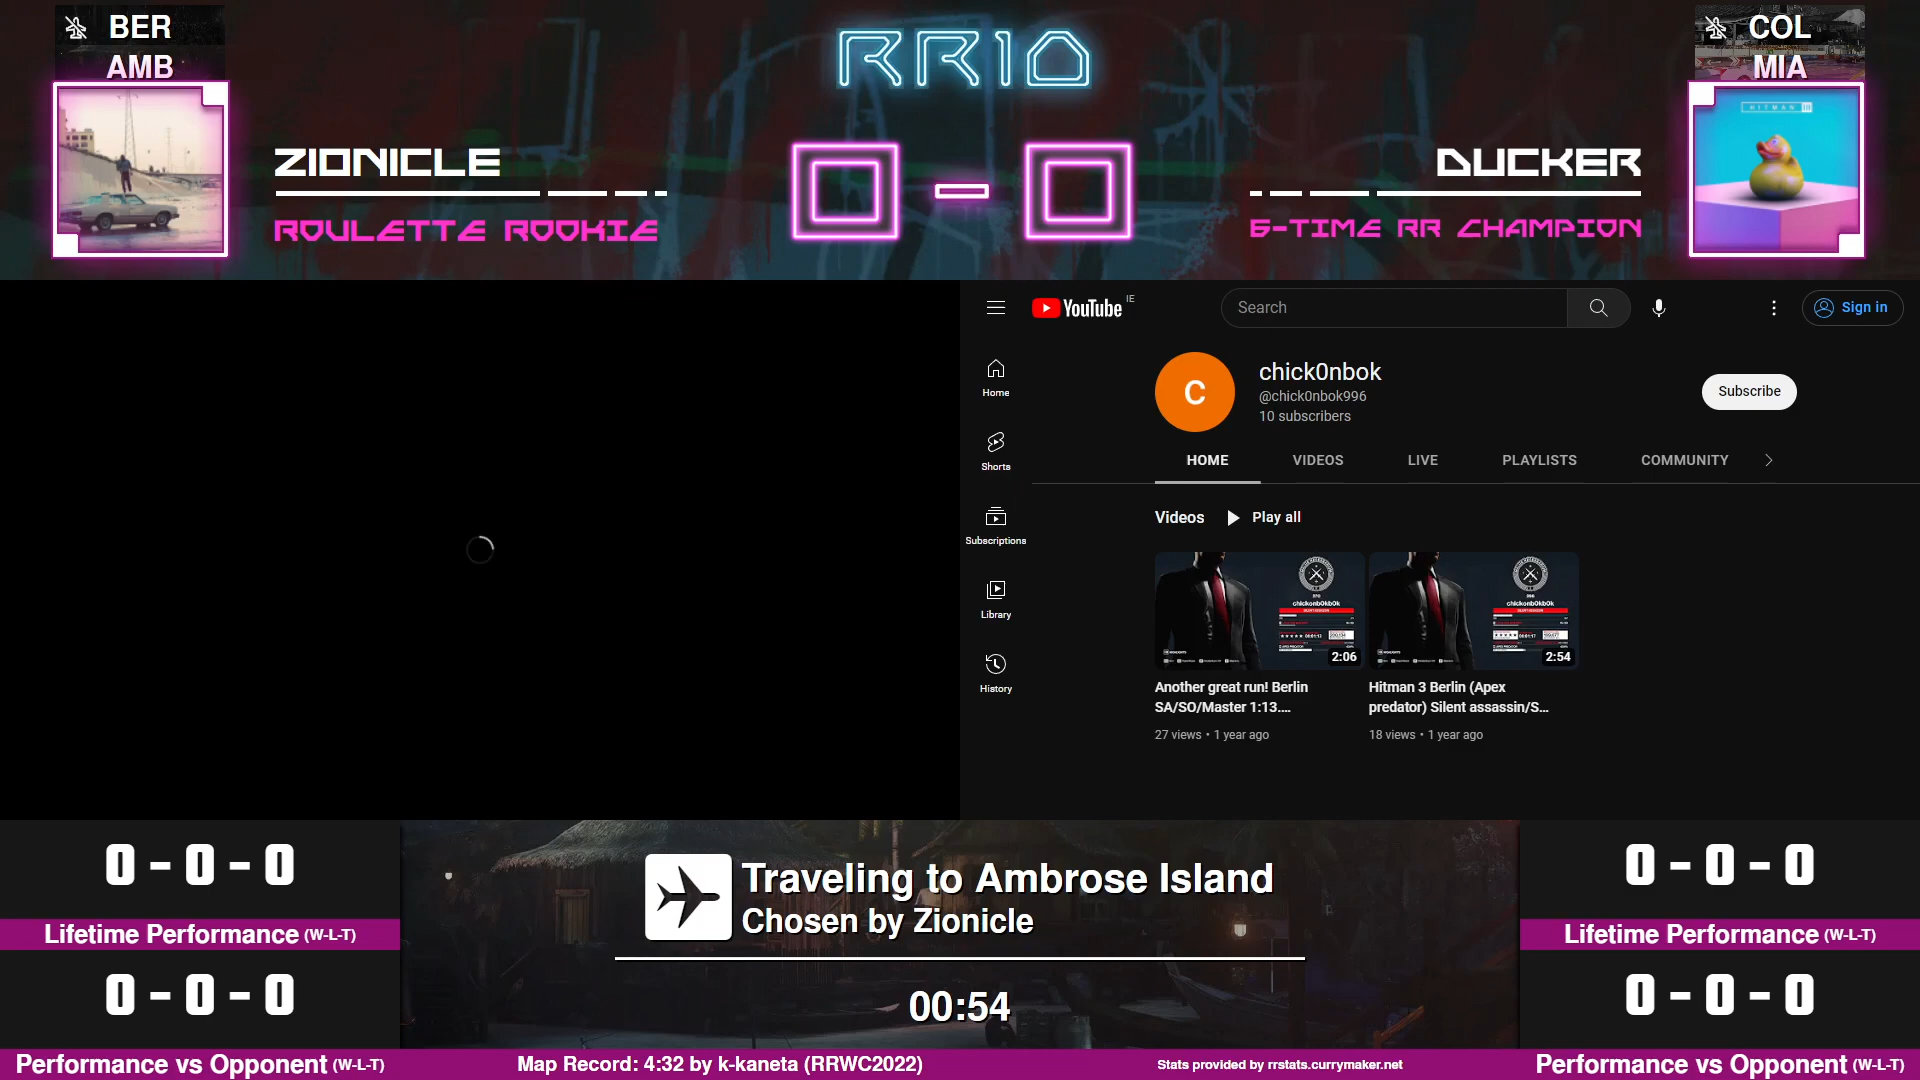 BER
AMB
RR10
COL
MIA
HITMAN III
ZIONICLE
ROULETTE ROOKIE
0 - 0
DUCKER
6-TIME RR CHAMPION
YouTube IE
Search
Sign in
Home
Shorts
Subscriptions
Library
History
C
chick0nbok
@chick0nbok996
10 subscribers
Subscribe
HOME
VIDEOS
LIVE
PLAYLISTS
COMMUNITY
Videos
Play all
chickonb0kb0k
2:06
chickonb0kb0k
2:54
Another great run! Berlin
SA/SO/Master 1:13....
27 views • 1 year ago
Hitman 3 Berlin (Apex
predator) Silent assassin/S...
18 views • 1 year ago
0 - 0 - 0
Lifetime Performance (W-L-T)
0 - 0 - 0
Performance vs Opponent (W-L-T)
Traveling to Ambrose Island
Chosen by Zionicle
00:54
Map Record: 4:32 by k-kaneta (RRWC2022)
Stats provided by rrstats.currymaker.net
0 - 0 - 0
Lifetime Performance (W-L-T)
0 - 0 - 0
Performance vs Opponent (W-L-T)